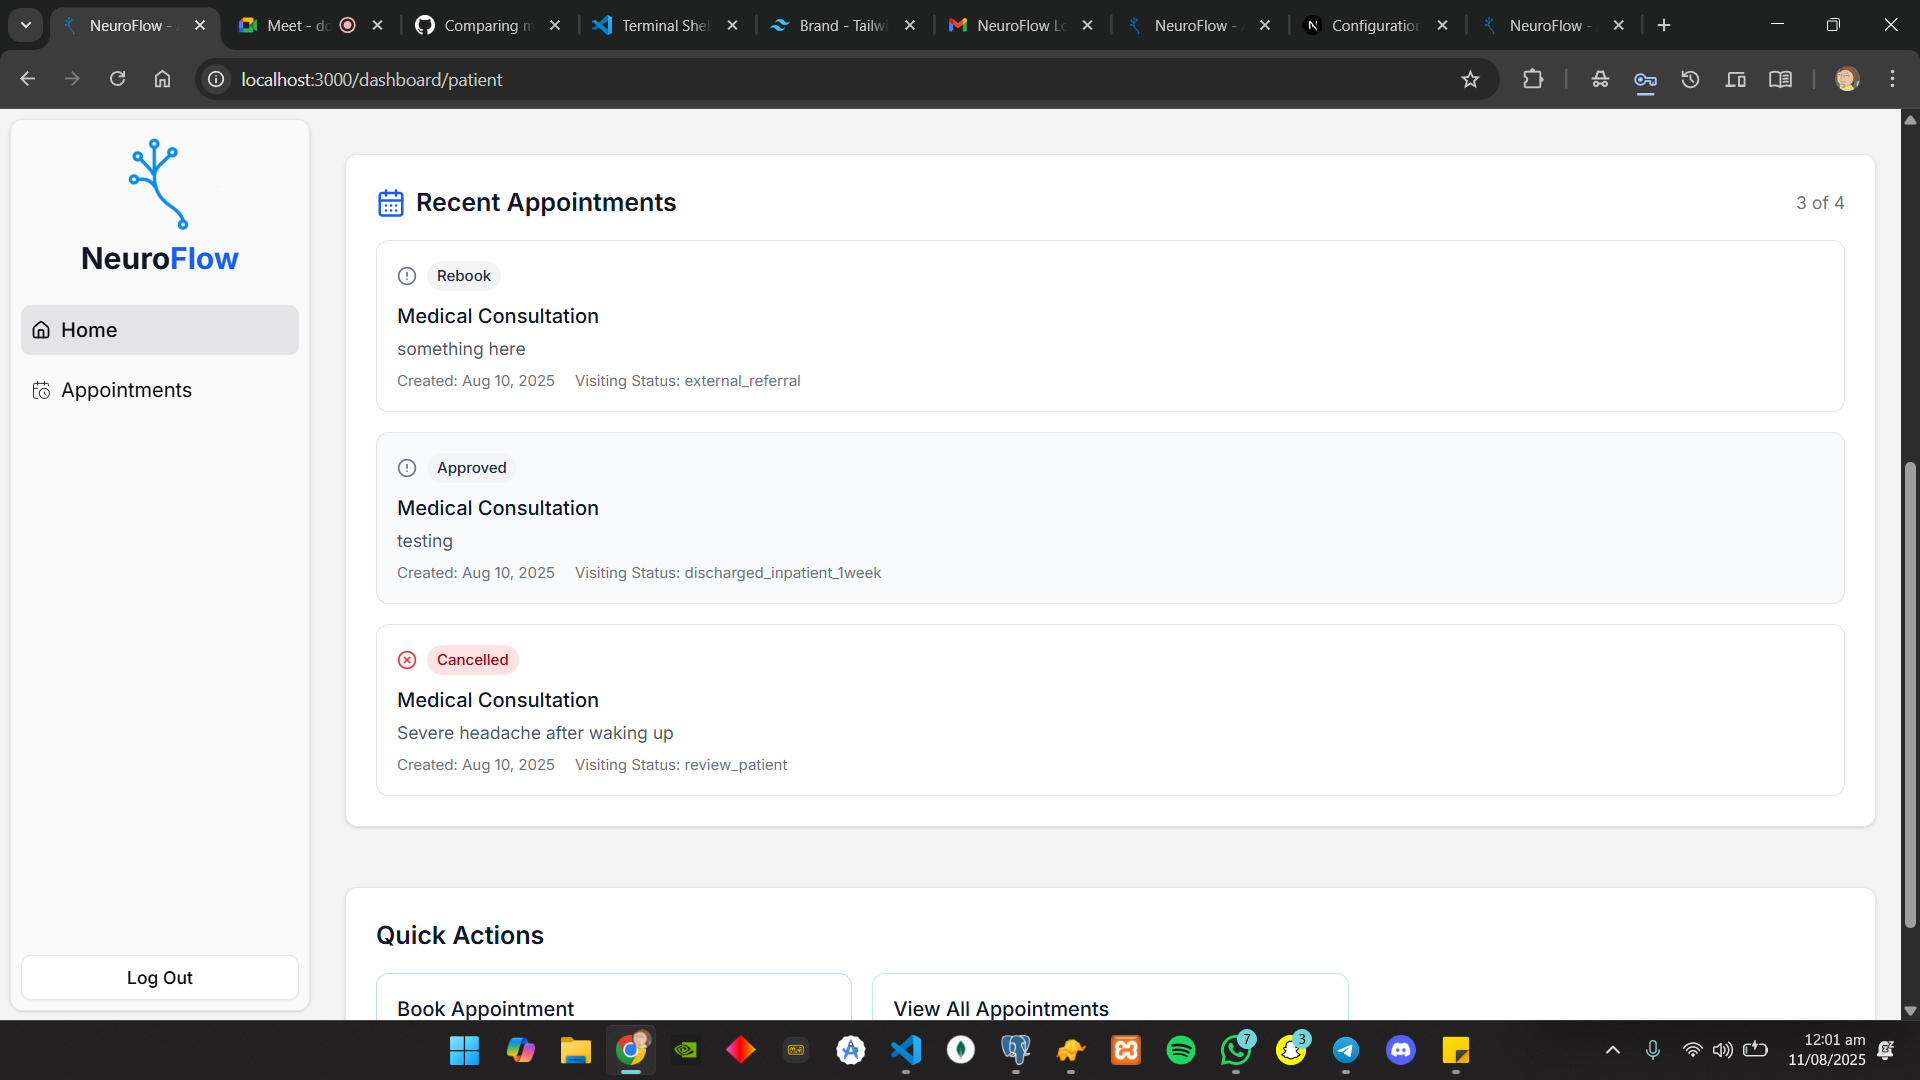 NeuroFlow -
Meet - do
Comparing m
Terminal Shel
Brand - Tailwi
NeuroFlow Lo
NeuroFlow -
Configuration
NeuroFlow -
localhost:3000/dashboard/patient
NeuroFlow
Home
Appointments
Log Out
Recent Appointments
3 of 4
Rebook
Medical Consultation
something here
Created: Aug 10, 2025 Visiting Status: external_referral
Approved
Medical Consultation
testing
Created: Aug 10, 2025 Visiting Status: discharged_inpatient_1week
Cancelled
Medical Consultation
Severe headache after waking up
Created: Aug 10, 2025 Visiting Status: review_patient
Quick Actions
Book Appointment
View All Appointments
7
3
12:01 am
11/08/2025